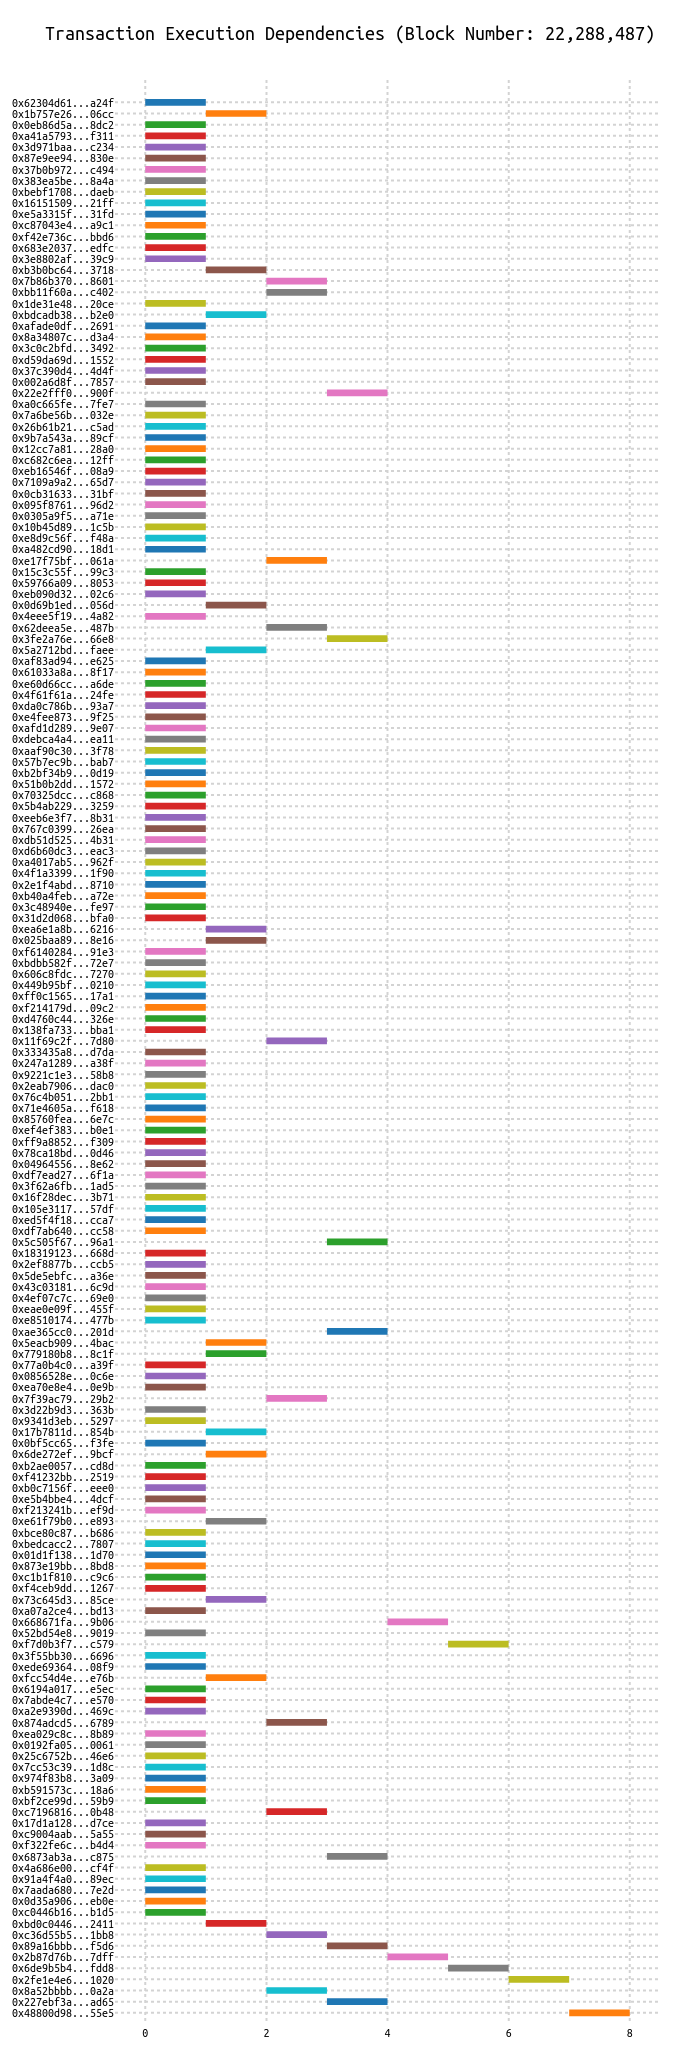 Transaction Execution Dependencies (Block Number: 22,288,487)
0x62304d61...a24f
0x1b757e26...06cc
0x0eb86d5a...8dc2
0xa41a5793...f311
0x3d971baa...c234
0x87e9ee94...830e
0x37b0b972...c494
0x383ea5be...8a4a
0xbebf1708...daeb
0x16151509...21ff
0xe5a3315f...31fd
0xc87043e4...a9c1
0xf42e736c...bbd6
0x683e2037...edfc
0x3e8802af...39c9
0xb3b0bc64...3718
0x7b86b370...8601
0xbb11f60a...c402
0x1de31e48...20ce
0xbdcadb38...b2e0
0xafade0df...2691
0x8a34807c...d3a4
0x3c0c2bfd...3492
0xd59da69d...1552
0x37c390d4...4d4f
0x002a6d8f...7857
0x22e2fff0...900f
0xa0c665fe...7fe7
0x7a6be56b...032e
0x26b61b21...c5ad
0x9b7a543a...89cf
0x12cc7a81...28a0
0xc682c6ea...12ff
0xeb16546f...08a9
0x7109a9a2...65d7
0x0cb31633...31bf
0x095f8761...96d2
0x0305a9f5...a71e
0x10b45d89...1c5b
0xe8d9c56f...f48a
0xa482cd90...18d1
0xe17f75bf...061a
0x15c3c55f...99c3
0x59766a09...8053
0xeb090d32...02c6
0x0d69b1ed...056d
0x4eee5f19...4a82
0x62deea5e...487b
0x3fe2a76e...66e8
0x5a2712bd...faee
0xaf83ad94...e625
0x61033a8a...8f17
0xe60d66cc...a6de
0x4f61f61a...24fe
0xda0c786b...93a7
0xe4fee873...9f25
0xafd1d289...9e07
0xdebca4a4...ea11
0xaaf90c30...3f78
0x57b7ec9b...bab7
0xb2bf34b9...0d19
0x51b0b2dd...1572
0x70325dcc...c868
0x5b4ab229...3259
0xeeb6e3f7...8b31
0x767c0399...26ea
0xdb51d525...4b31
0xd6b60dc3...eac3
0xa4017ab5...962f
0x4f1a3399...1f90
0x2e1f4abd...8710
0xb40a4feb...a72e
0x3c48940e...fe97
0x31d2d068...bfa0
0xea6e1a8b...6216
0x025baa89...8e16
0xf6140284...91e3
0xbdbb582f...72e7
0x606c8fdc...7270
0x449b95bf...0210
0xff0c1565...17a1
0xf214179d...09c2
0xd4760c44...326e
0x138fa733...bba1
0x11f69c2f...7d80
0x333435a8...d7da
0x247a1289...a38f
0x9221c1e3...58b8
0x2eab7906...dac0
0x76c4b051...2bb1
0x71e4605a...f618
0x85760fea...6e7c
0xef4ef383...b0e1
0xff9a8852...f309
0x78ca18bd...0d46
0x04964556...8e62
0xdf7ead27...6f1a
0x3f62a6fb...1ad5
0x16f28dec...3b71
0x105e3117...57df
0xed5f4f18...cca7
0xdf7ab640...cc58
0x5c505f67...96a1
0x18319123...668d
0x2ef8877b...ccb5
0x5de5ebfc...a36e
0x43c03181...6c9d
0x4ef07c7c...69e0
0xeae0e09f...455f
0xe8510174...477b
0xae365cc0...201d
0x5eacb909...4bac
0x779180b8...8c1f
0x77a0b4c0...a39f
0x0856528e...0c6e
0xea70e8e4...0e9b
0x7f39ac79...29b2
0x3d22b9d3...363b
0x9341d3eb...5297
0x17b7811d...854b
0x0bf5cc65...f3fe
0x6de272ef...9bcf
0xb2ae0057...cd8d
0xf41232bb...2519
0xb0c7156f...eee0
0xe5b4bbe4...4dcf
0xf213241b...ef9d
0xe61f79b0...e893
0xbce80c87...b686
0xbedcacc2...7807
0x01d1f138...1d70
0x873e19bb...8bd8
0xc1b1f810...c9c6
0xf4ceb9dd...1267
0x73c645d3...85ce
0xa07a2ce4...bd13
0x668671fa...9b06
0x52bd54e8...9019
0xf7d0b3f7...c579
0x3f55bb30...6696
0xede69364...08f9
0xfcc54d4e...e76b
0x6194a017...e5ec
0x7abde4c7...e570
0xa2e9390d...469c
0x874adcd5...6789
0xea029c8c...8b89
0x0192fa05...0061
0x25c6752b...46e6
0x7cc53c39...1d8c
0x974f83b8...3a09
0xb591573c...18a6
0xbf2ce99d...59b9
0xc7196816...0b48
0x17d1a128...d7ce
0xc9004aab...5a55
0xf322fe6c...b4d4
0x6873ab3a...c875
0x4a686e00...cf4f
0x91a4f4a0...89ec
0x7aada680...7e2d
0x0d35a906...eb0e
0xc0446b16...b1d5
0xbd0c0446...2411
0xc36d55b5...1bb8
0x89a16bbb...f5d6
0x2b87d76b...7dff
0x6de9b5b4...fdd8
0x2fe1e4e6...1020
0x8a52bbbb...0a2a
0x227ebf3a...ad65
0x48800d98...55e5
0 2 4 6 8